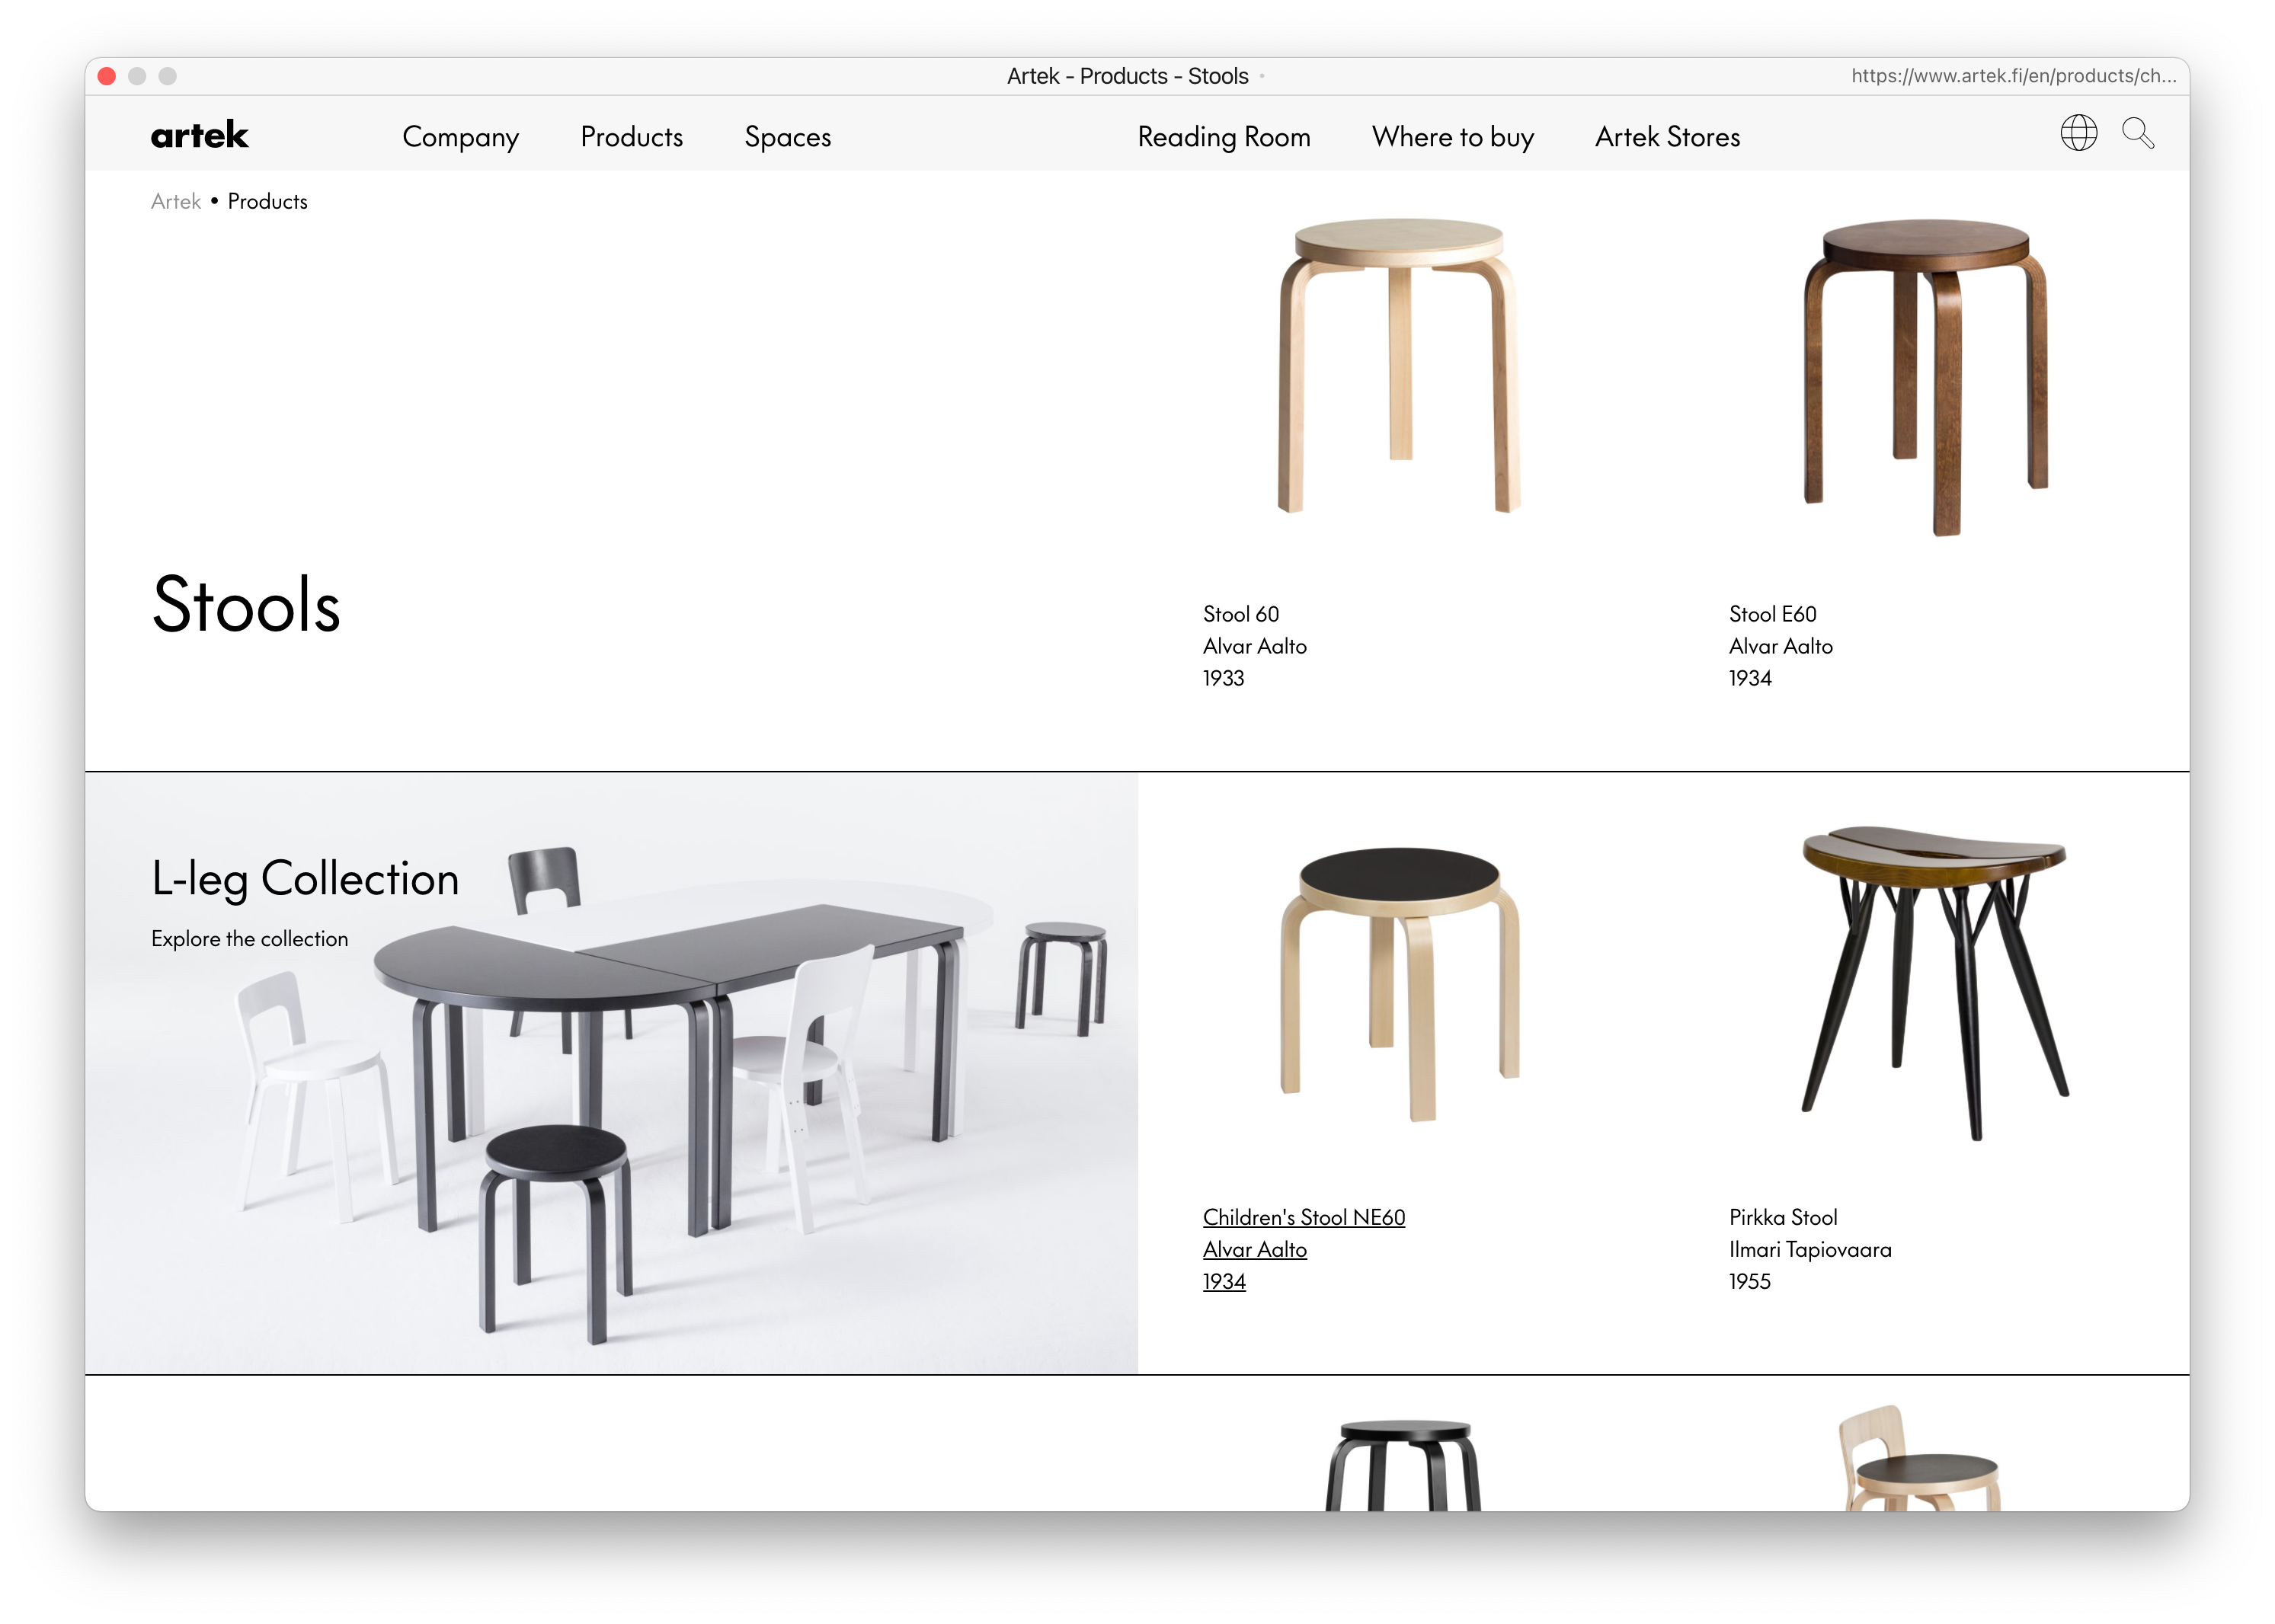 Artek - Products - Stools
https://www.artek.fi/en/products/ch...
artek
Company
Products
Spaces
Reading Room
Where to buy
Artek Stores
Artek • Products
Stools
Stool 60
Alvar Aalto
1933
Stool E60
Alvar Aalto
1934
L-leg Collection
Explore the collection
Children's Stool NE60
Alvar Aalto
1934
Pirkka Stool
Ilmari Tapiovaara
1955